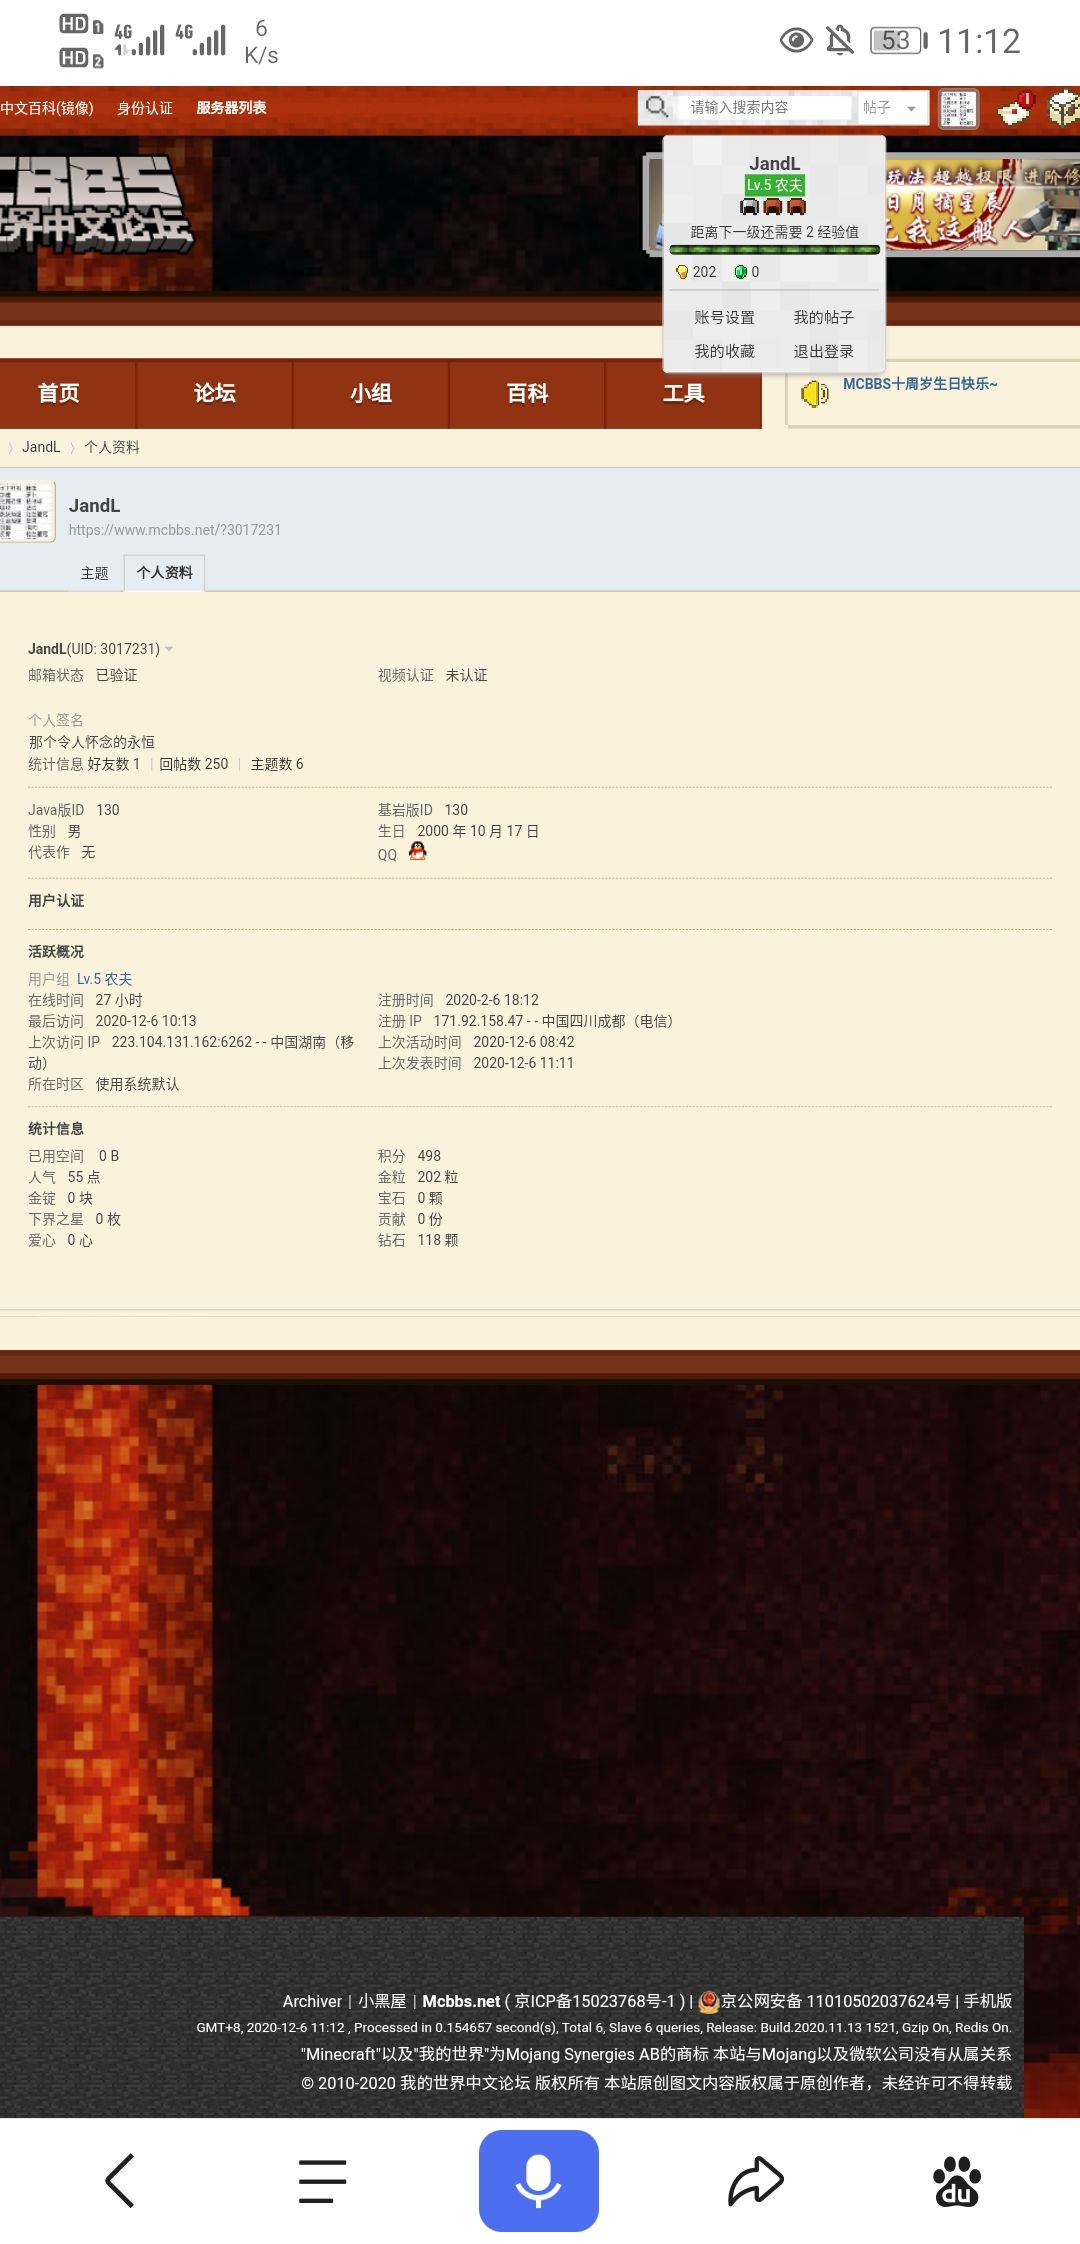 HD 1 4G 4G 6
HD 2 K/s
53 11:12
中文百科(镜像) 身份认证 服务器列表 请输入搜索内容 帖子
CBBS
世界中文论坛
JandL
Lv.5 农夫
距离下一级还需要 2 经验值
202 0
账号设置 我的帖子
我的收藏 退出登录
玩法 超越极限 进阶修
日月摘星辰
无我这般人
首页 论坛 小组 百科 工具
MCBBS十周岁生日快乐~
〉 JandL 〉 个人资料
JandL
https://www.mcbbs.net/?3017231
主题 个人资料
JandL(UID: 3017231)
邮箱状态 已验证 视频认证 未认证
个人签名
那个令人怀念的永恒
统计信息 好友数 1 | 回帖数 250 | 主题数 6
Java版ID 130 基岩版ID 130
性别 男 生日 2000 年 10 月 17 日
代表作 无 QQ
用户认证
活跃概况
用户组 Lv.5 农夫
在线时间 27 小时 注册时间 2020-2-6 18:12
最后访问 2020-12-6 10:13 注册 IP 171.92.158.47 - - 中国四川成都（电信）
上次访问 IP 223.104.131.162:6262 - - 中国湖南（移 上次活动时间 2020-12-6 08:42
动） 上次发表时间 2020-12-6 11:11
所在时区 使用系统默认
统计信息
已用空间 0 B 积分 498
人气 55 点 金粒 202 粒
金锭 0 块 宝石 0 颗
下界之星 0 枚 贡献 0 份
爱心 0 心 钻石 118 颗
Archiver | 小黑屋 | Mcbbs.net ( 京ICP备15023768号-1 ) | 京公网安备 11010502037624号 | 手机版
GMT+8, 2020-12-6 11:12 , Processed in 0.154657 second(s), Total 6, Slave 6 queries, Release: Build.2020.11.13 1521, Gzip On, Redis On.
"Minecraft"以及"我的世界"为Mojang Synergies AB的商标 本站与Mojang以及微软公司没有从属关系
© 2010-2020 我的世界中文论坛 版权所有 本站原创图文内容版权属于原创作者，未经许可不得转载
du